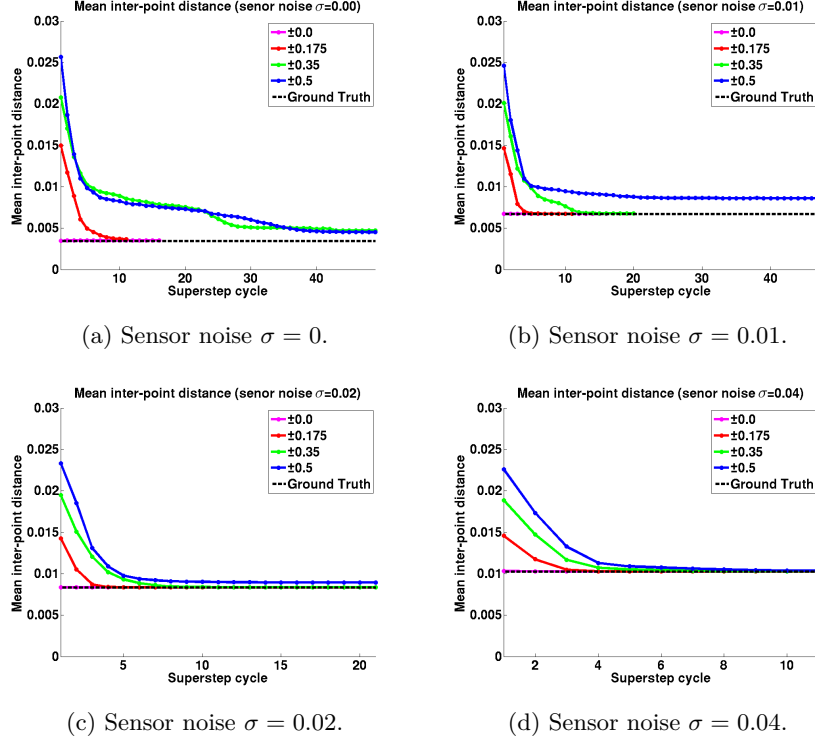 Mean inter-point distance (senor noise σ=0.00)
Mean inter-point distance
0.03
0.025
0.02
0.015
0.01
0.005
0
±0.0
±0.175
±0.35
±0.5
Ground Truth
10 20 30 40
Superstep cycle
(a) Sensor noise σ = 0.
Mean inter-point distance (senor noise σ=0.01)
Mean inter-point distance
0.03
0.025
0.02
0.015
0.01
0.005
0
±0.0
±0.175
±0.35
±0.5
Ground Truth
10 20 30 40
Superstep cycle
(b) Sensor noise σ = 0.01.
Mean inter-point distance (senor noise σ=0.02)
Mean inter-point distance
0.03
0.025
0.02
0.015
0.01
0.005
0
±0.0
±0.175
±0.35
±0.5
Ground Truth
5 10 15 20
Superstep cycle
(c) Sensor noise σ = 0.02.
Mean inter-point distance (senor noise σ=0.04)
Mean inter-point distance
0.03
0.025
0.02
0.015
0.01
0.005
0
±0.0
±0.175
±0.35
±0.5
Ground Truth
2 4 6 8 10
Superstep cycle
(d) Sensor noise σ = 0.04.